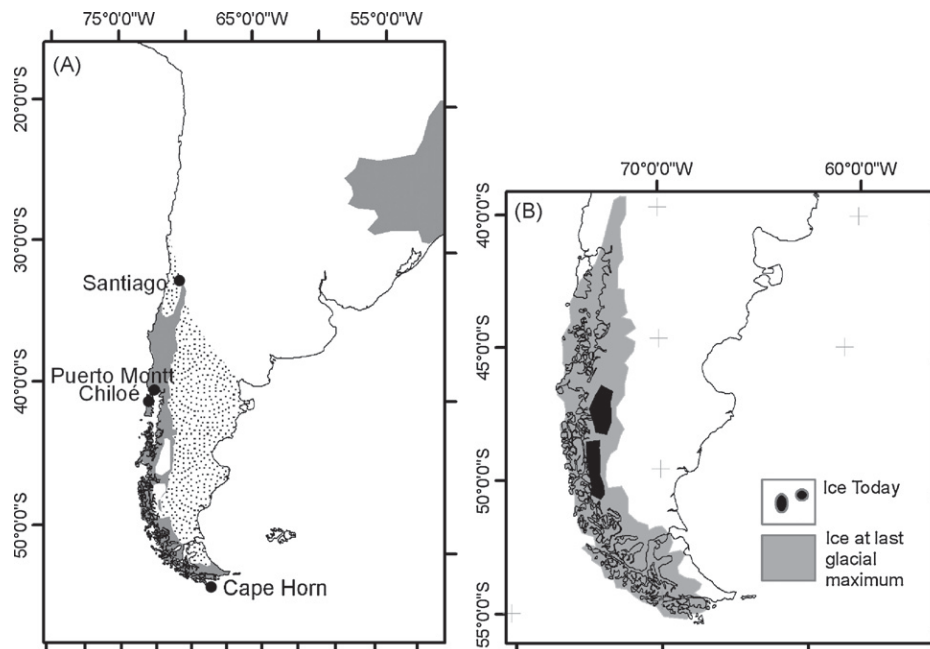 75°0'0"W 65°0'0"W 55°0'0"W
(A)
20°0'0"S
30°0'0"S
40°0'0"S
50°0'0"S
Santiago
Puerto Montt
Chiloé
Cape Horn
70°0'0"W 60°0'0"W
(B)
40°0'0"S
45°0'0"S
50°0'0"S
55°0'0"S
Ice Today
Ice at last
glacial
maximum